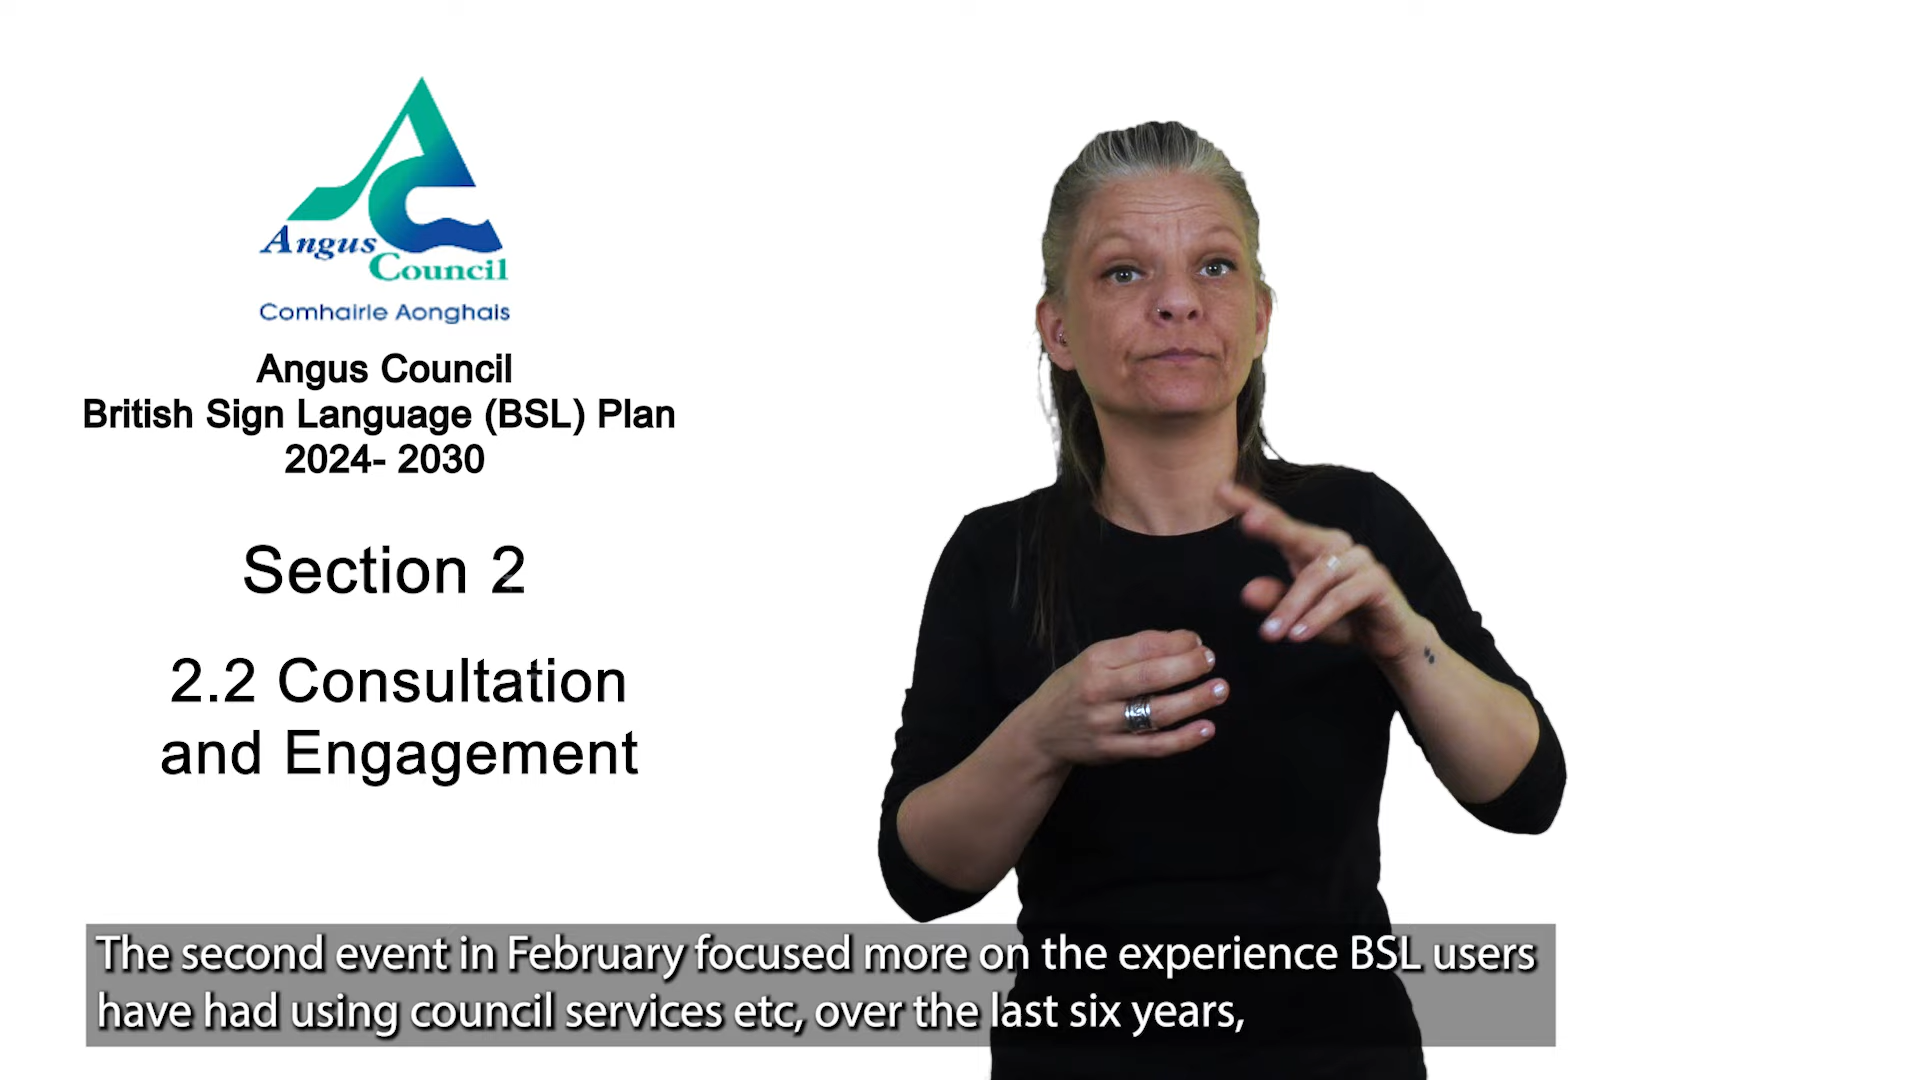 Angus
Council
Comhairle Aonghais
Angus Council
British Sign Language (BSL) Plan
2024- 2030
Section 2
2.2 Consultation
and Engagement
The second event in February focused more on the experience BSL users
have had using council services etc, over the last six years,